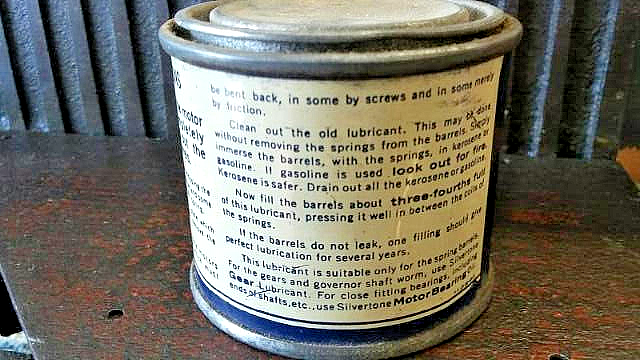 be bent back, in some by screws and in some merely
by friction.
Clean out the old lubricant. This may be done
without removing the springs from the barrels. Simply
immerse the barrels, with the springs, in kerosene or
gasoline. If gasoline is used look out for fire.
Kerosene is safer. Drain out all the kerosene or gasoline.
Now fill the barrels about three-fourths full
of this lubricant, pressing it well in between the coils of
the springs.
If the barrels do not leak, one filling should give
perfect lubrication for several years.
This lubricant is suitable only for the spring barrels.
For the gears and governor shaft worm, use Silvertone
Gear Lubricant. For close fitting bearings, including
ends of shafts, etc., use Silvertone Motor Bearing
motor
the